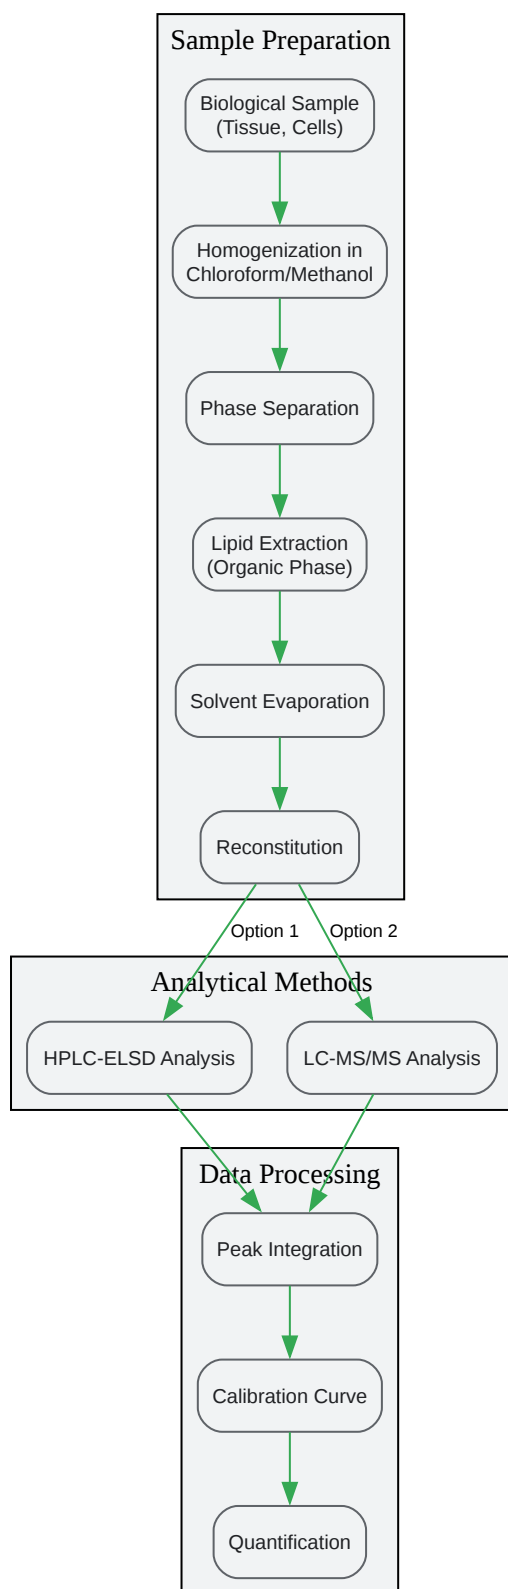 Sample Preparation
Biological Sample
(Tissue, Cells)
Homogenization in
Chloroform/Methanol
Phase Separation
Lipid Extraction
(Organic Phase)
Solvent Evaporation
Reconstitution
Option 1
Option 2
Analytical Methods
HPLC-ELSD Analysis
LC-MS/MS Analysis
Data Processing
Peak Integration
Calibration Curve
Quantification